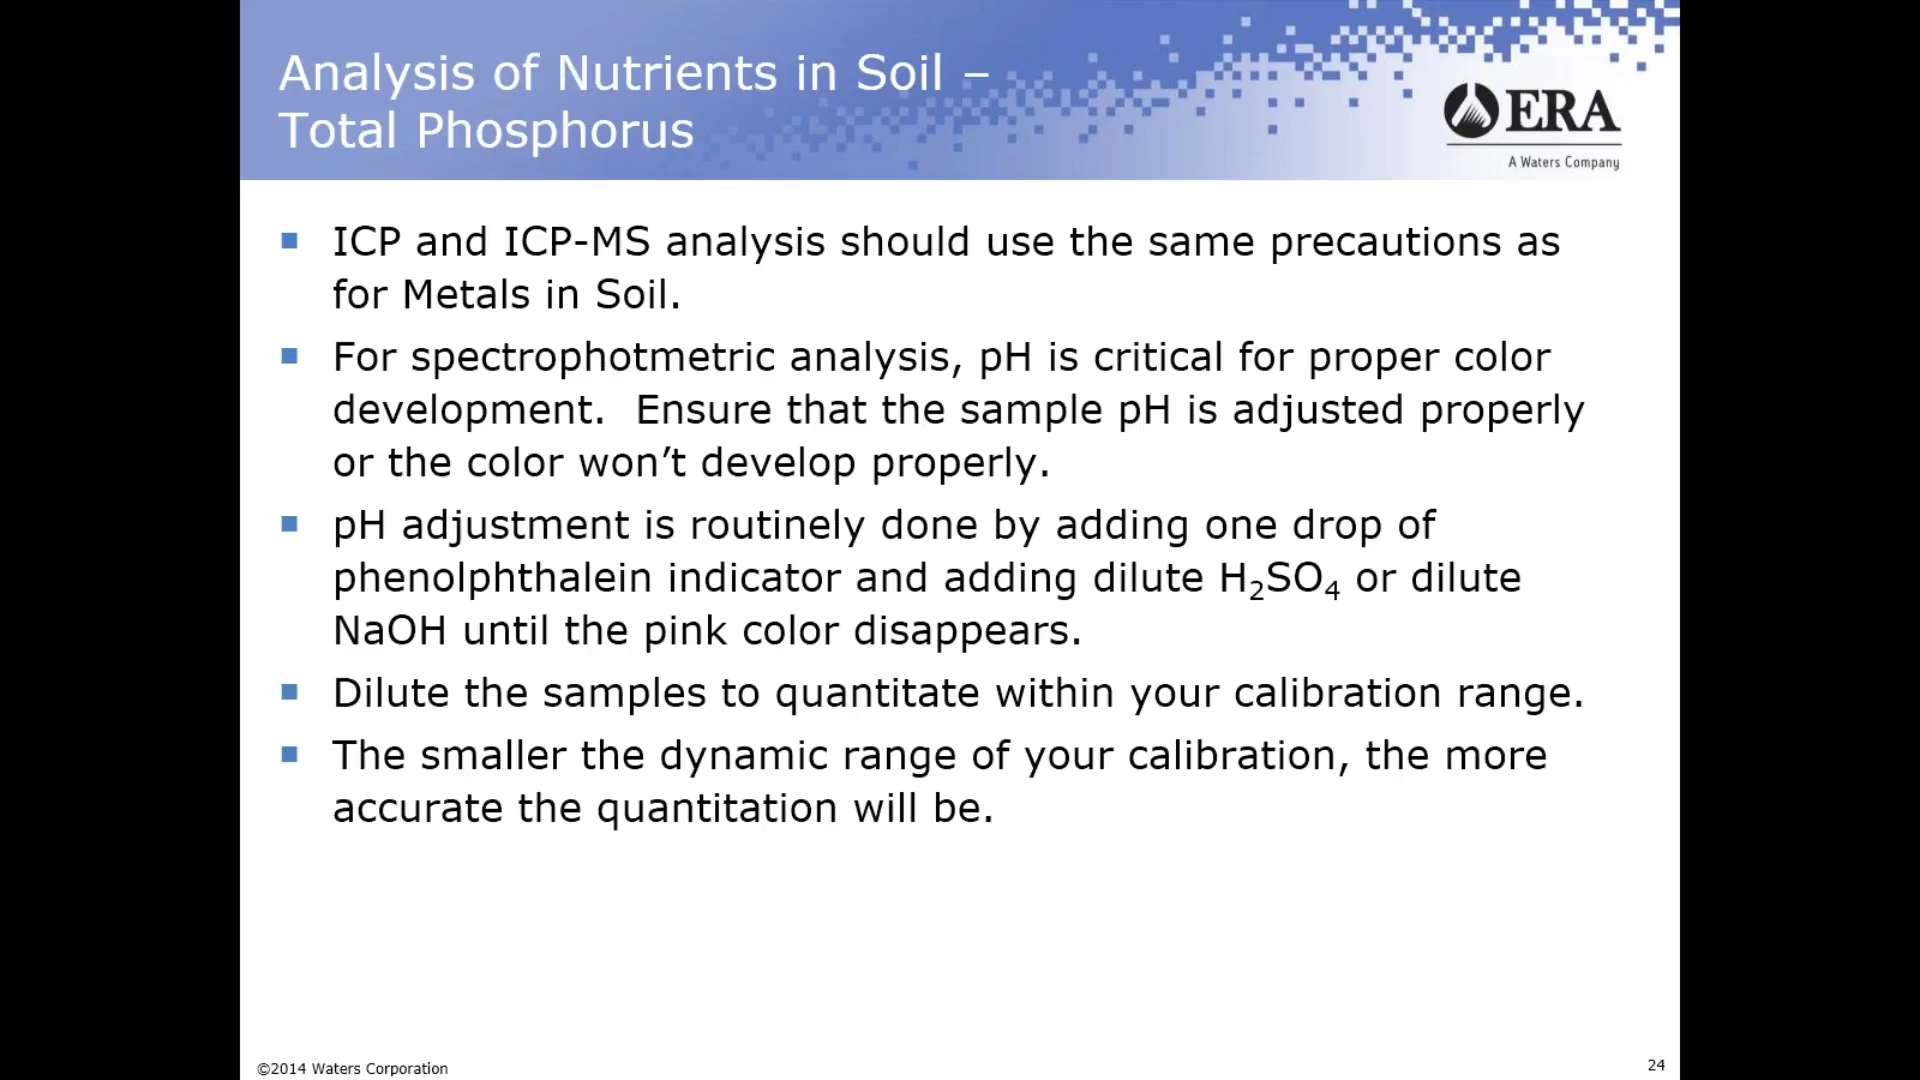 Analysis of Nutrients in Soil –
Total Phosphorus
ERA
A Waters Company
■ ICP and ICP-MS analysis should use the same precautions as
for Metals in Soil.
■ For spectrophotmetric analysis, pH is critical for proper color
development.  Ensure that the sample pH is adjusted properly
or the color won’t develop properly.
■ pH adjustment is routinely done by adding one drop of
phenolphthalein indicator and adding dilute H₂SO₄ or dilute
NaOH until the pink color disappears.
■ Dilute the samples to quantitate within your calibration range.
■ The smaller the dynamic range of your calibration, the more
accurate the quantitation will be.
©2014 Waters Corporation
24